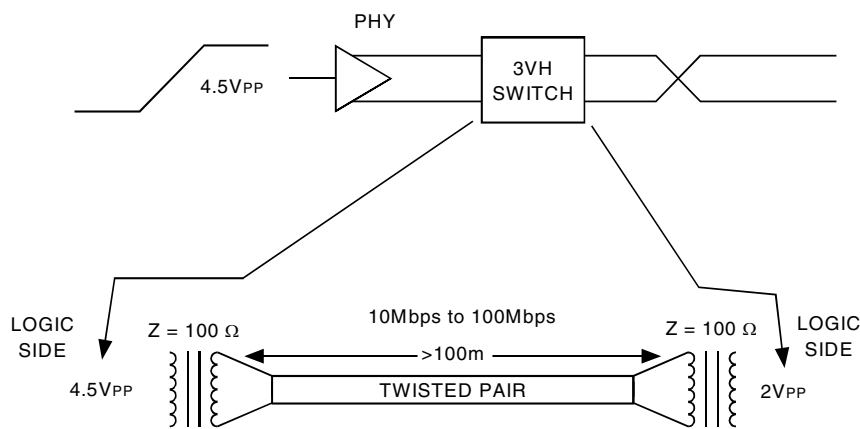 PHY
4.5VPP
3VH
SWITCH
LOGIC
SIDE
Z = 100 Ω
10Mbps to 100Mbps
Z = 100 Ω
LOGIC
SIDE
>100m
4.5VPP
TWISTED PAIR
2VPP